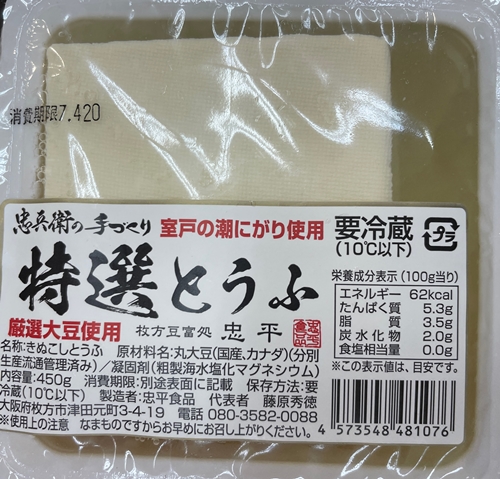 消費期限7.420
忠兵衛の手づくり
室戸の潮にがり使用
要冷蔵
(10℃以下)
プラ
特選とうふ
厳選大豆使用
枚方豆富処 忠平
栄養成分表示(100g当り)
エネルギー 62kcal
たんぱく質 5.3g
脂質 3.5g
炭水化物 2.0g
食塩相当量 0.0g
※この表示値は、目安です。
名称:きぬごしとうふ 原材料名:丸大豆(国産、カナダ)(分別
生産流通管理済み)/凝固剤(粗製海水塩化マグネシウム)
内容量:450g 消費期限:別途表面に記載 保存方法:要
冷蔵(10℃以下) 製造者:忠平食品 代表者 藤原秀徳
大阪府枚方市津田元町3-4-19 電話 080-3582-0088
※使用上の注意 なまものですからお早めにお召し上がりください。
4 573548 481076